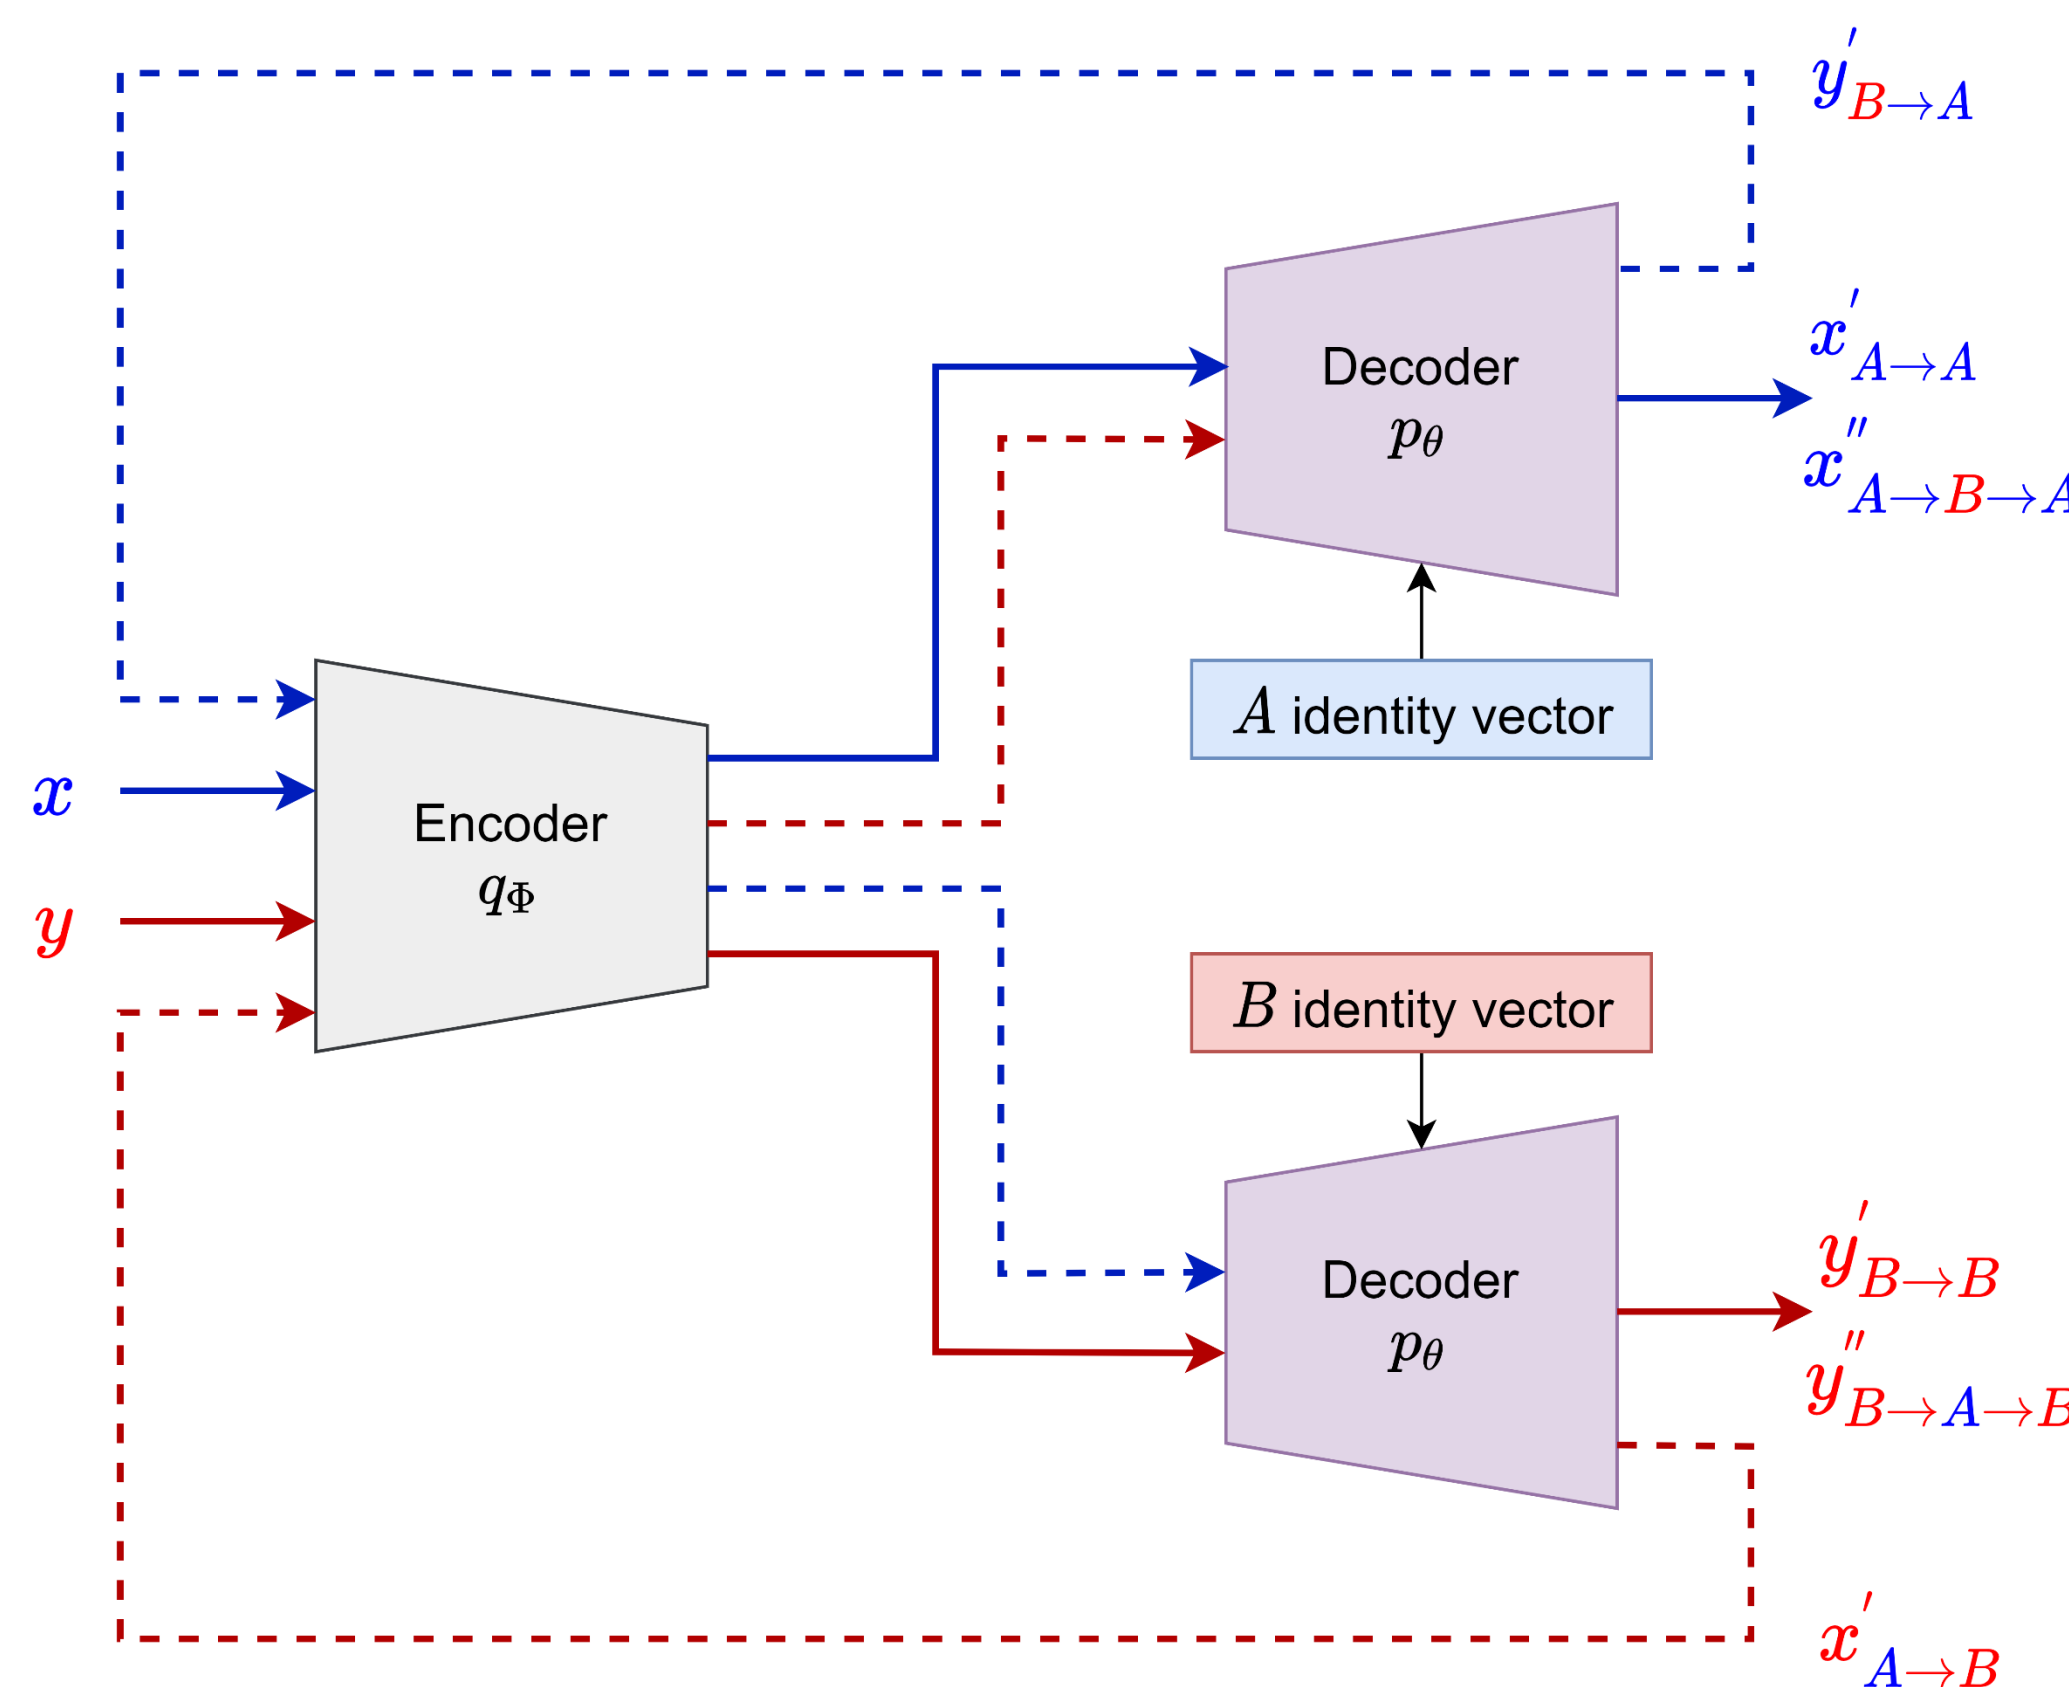 y′B→A
x′A→A
Decoder
pθ
x″A→B→A
A identity vector
x
Encoder
qΦ
y
B identity vector
Decoder
pθ
y′B→B
y″B→A→B
x′A→B